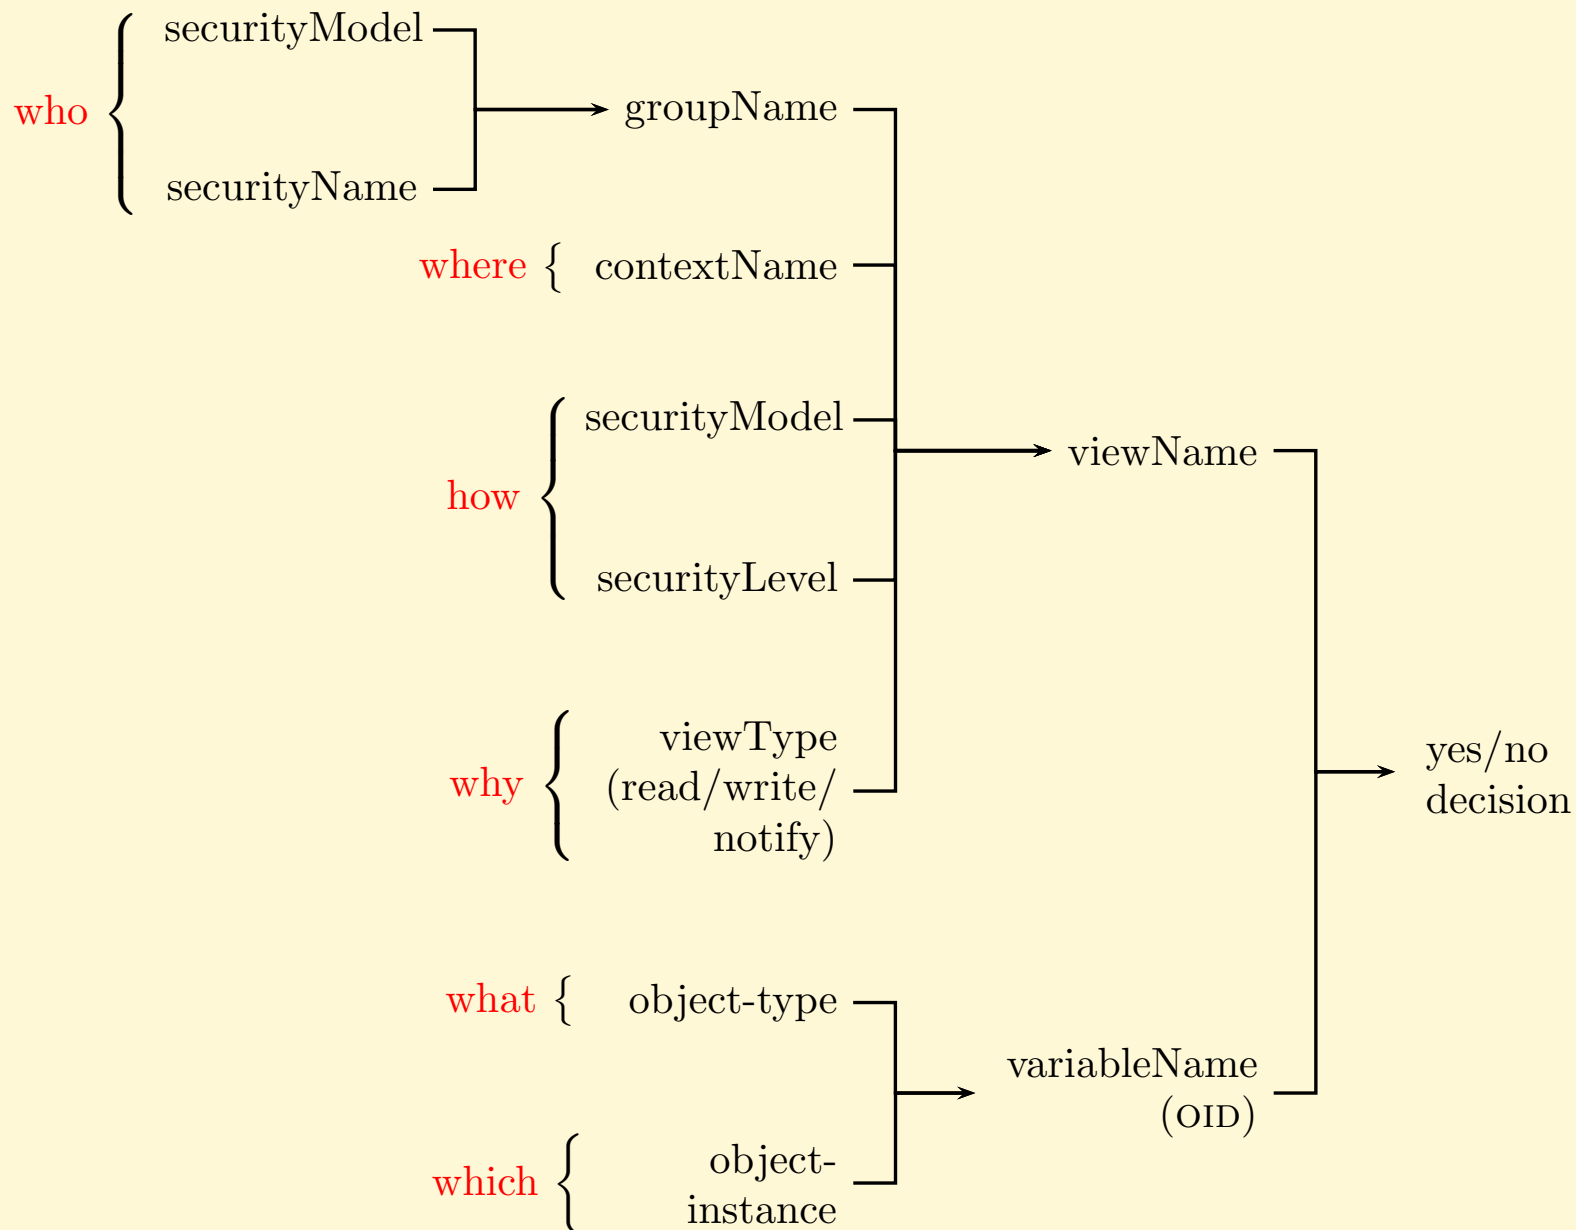 securityModel
who
groupName
securityName
where { contextName
securityModel
viewName
how
securityLevel
viewType
why
(read/write/
notify)
yes/no
decision
what { object-type
variableName
(OID)
which
object-
instance